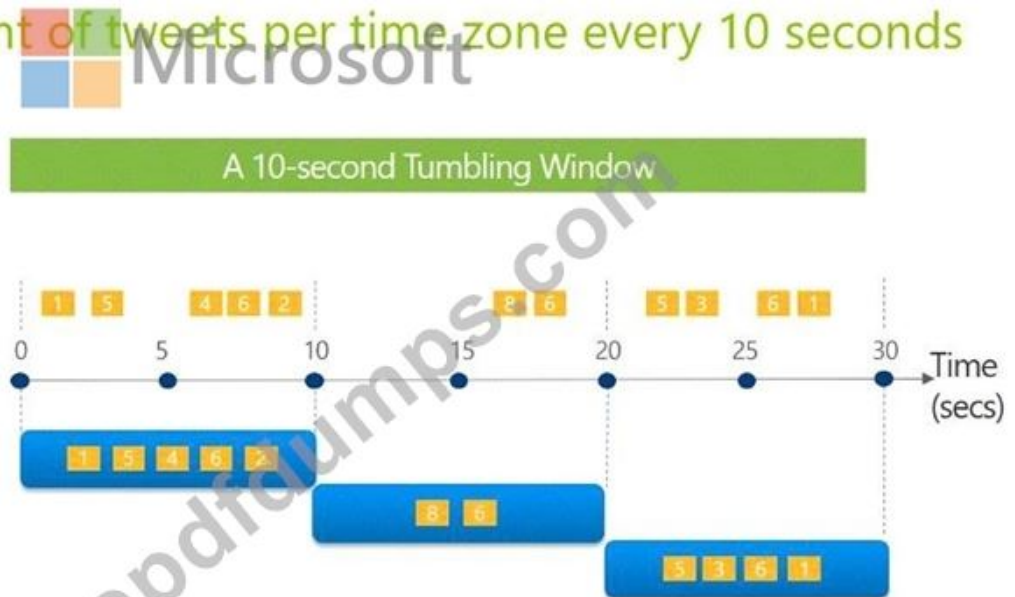 nt of tweets per time zone every 10 seconds
Microsoft
A 10-second Tumbling Window
1 5 4 6 2 8 6 5 3 6 1
0 5 10 15 20 25 30
Time
(secs)
1 5 4 6 2
8 6
5 3 6 1
pdfdumps.com